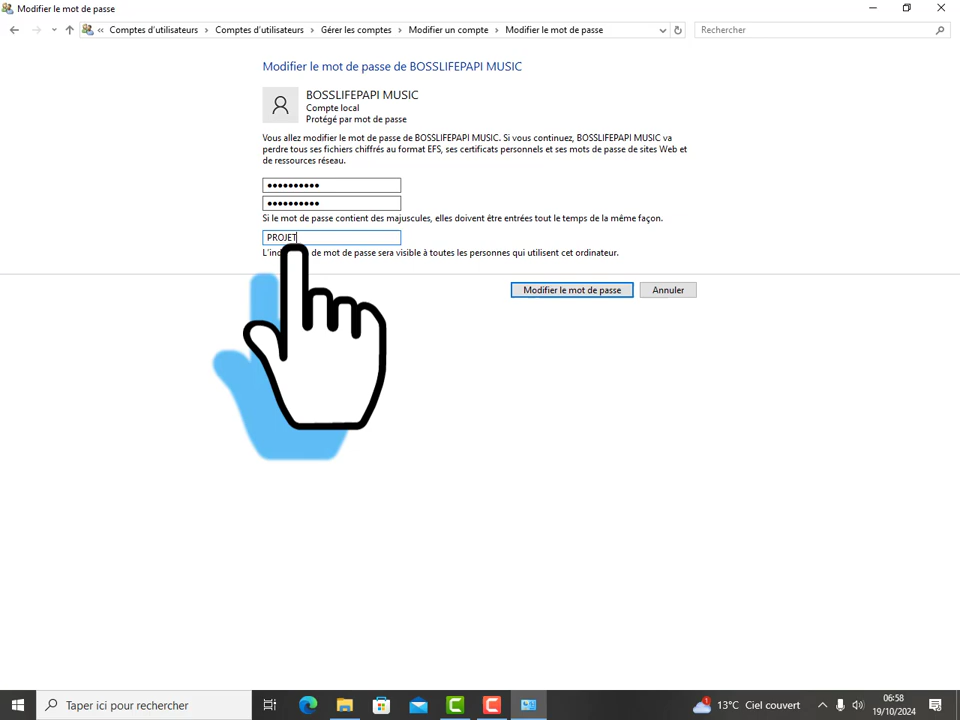 Modifier le mot de passe
« Comptes d'utilisateurs > Comptes d'utilisateurs > Gérer les comptes > Modifier un compte > Modifier le mot de passe
Rechercher
Modifier le mot de passe de BOSSLIFEPAPI MUSIC
BOSSLIFEPAPI MUSIC
Compte local
Protégé par mot de passe
Vous allez modifier le mot de passe de BOSSLIFEPAPI MUSIC. Si vous continuez, BOSSLIFEPAPI MUSIC va
perdre tous ses fichiers chiffrés au format EFS, ses certificats personnels et ses mots de passe de sites Web et
de ressources réseau.
••••••••••
••••••••••
Si le mot de passe contient des majuscules, elles doivent être entrées tout le temps de la même façon.
PROJET
de mot de passe sera visible à toutes les personnes qui utilisent cet ordinateur.
Modifier le mot de passe
Annuler
Taper ici pour rechercher
13°C Ciel couvert
06:58
19/10/2024